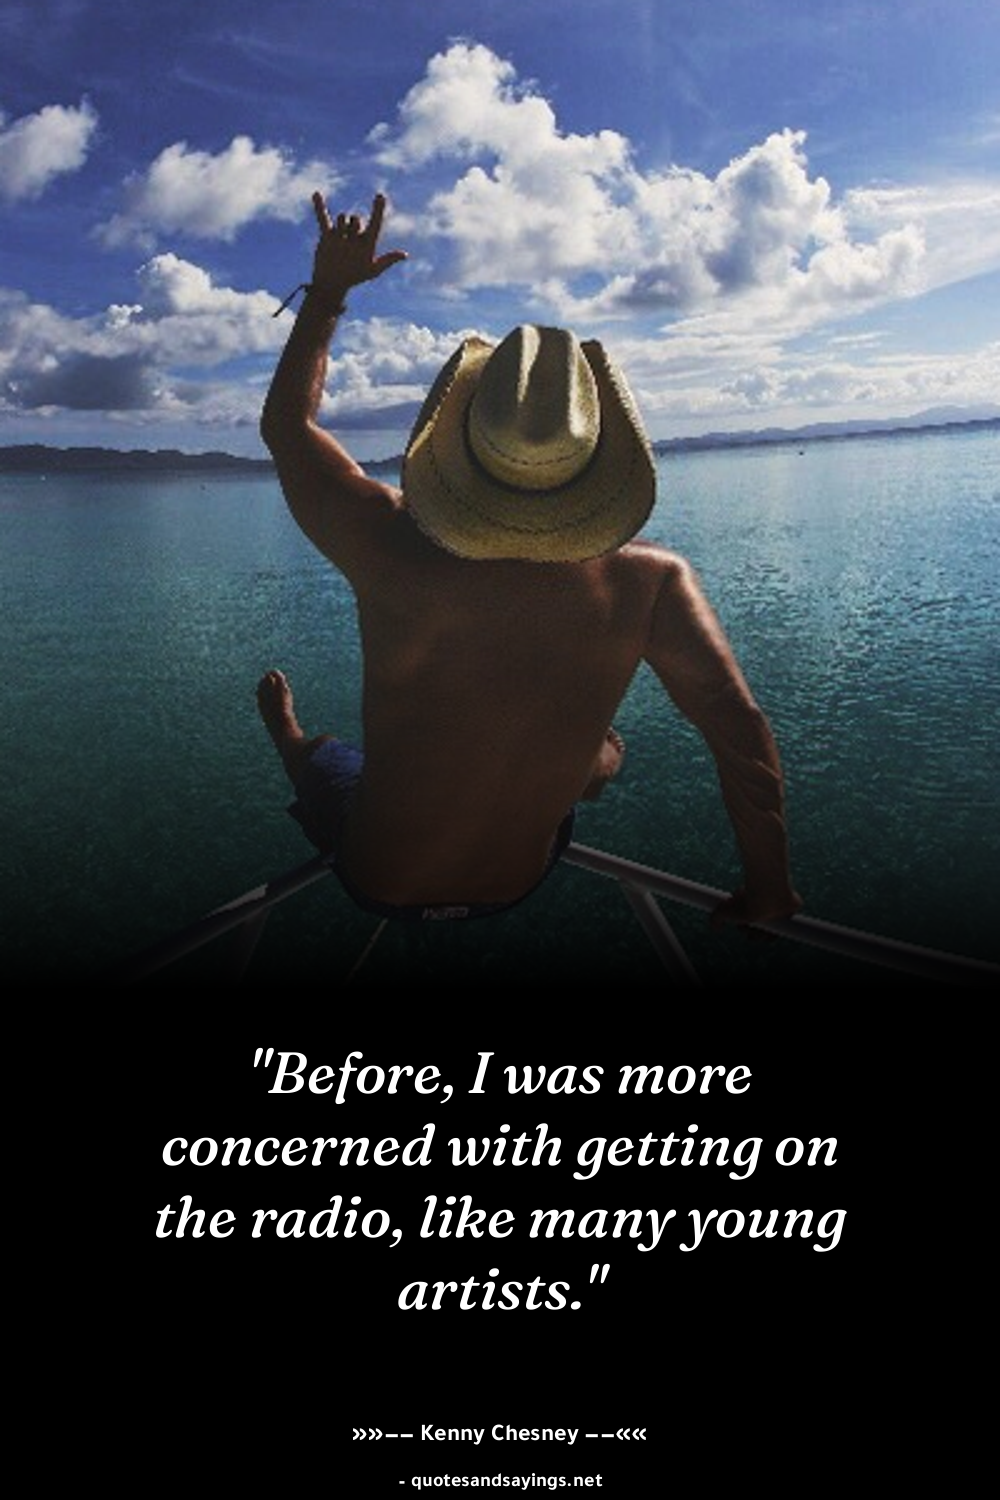 "Before, I was more
concerned with getting on
the radio, like many young
artists."
»»–– Kenny Chesney ––««
- quotesandsayings.net